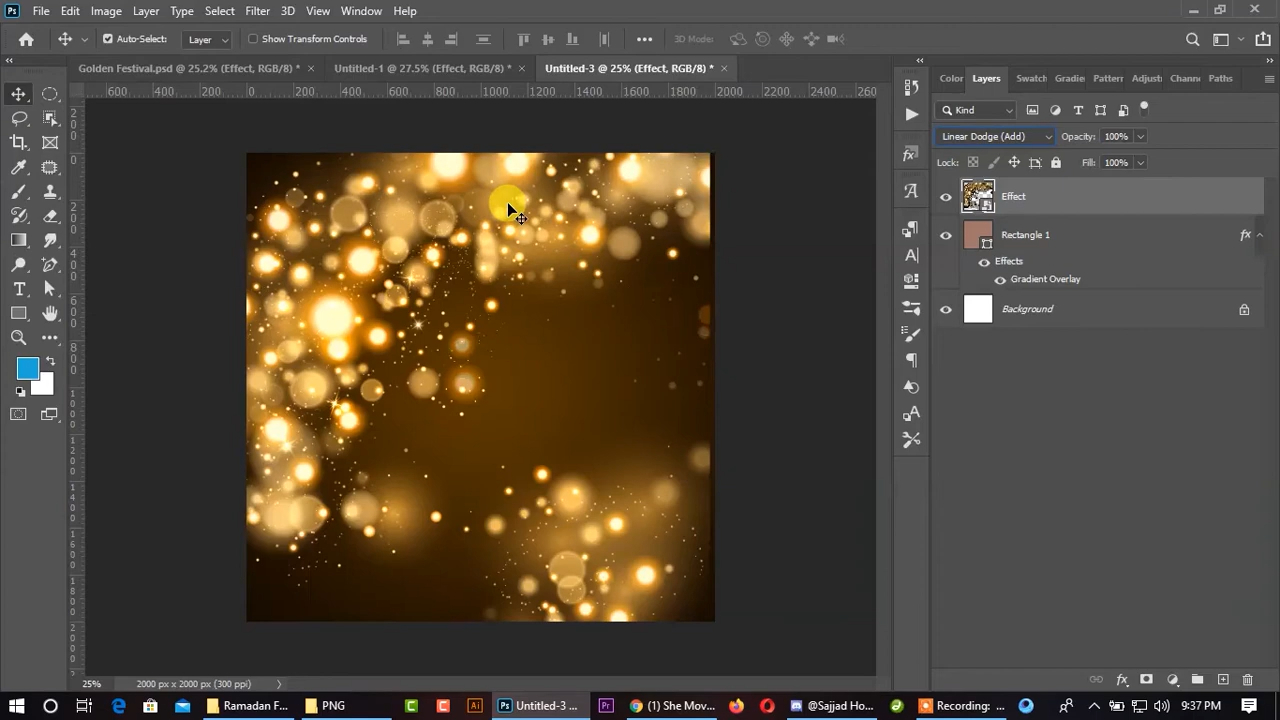 Ps File Edit Image Layer Type Select Filter 3D View Window Help
Auto-Select: Layer Show Transform Controls 3D Mode:
Golden Festival.psd @ 25.2% (Effect, RGB/8) * × Untitled-1 @ 27.5% (Effect, RGB/8) * × Untitled-3 @ 25% (Effect, RGB/8) * ×
Color Layers Swatch Gradie Patterr Adjust Channe Paths
600 400 200 0 200 400 600 800 1000 1200 1400 1600 1800 2000 2200 2400 260
Kind
Linear Dodge (Add) Opacity: 100%
Lock: Fill: 100%
Effect
Rectangle 1 fx
Effects
Gradient Overlay
Background
25% 2000 px x 2000 px (300 ppi)
Ramadan F... PNG Ai Untitled-3 ... Pr (1) She Mov... @Sajjad Ho... Recording: ... 9:37 PM